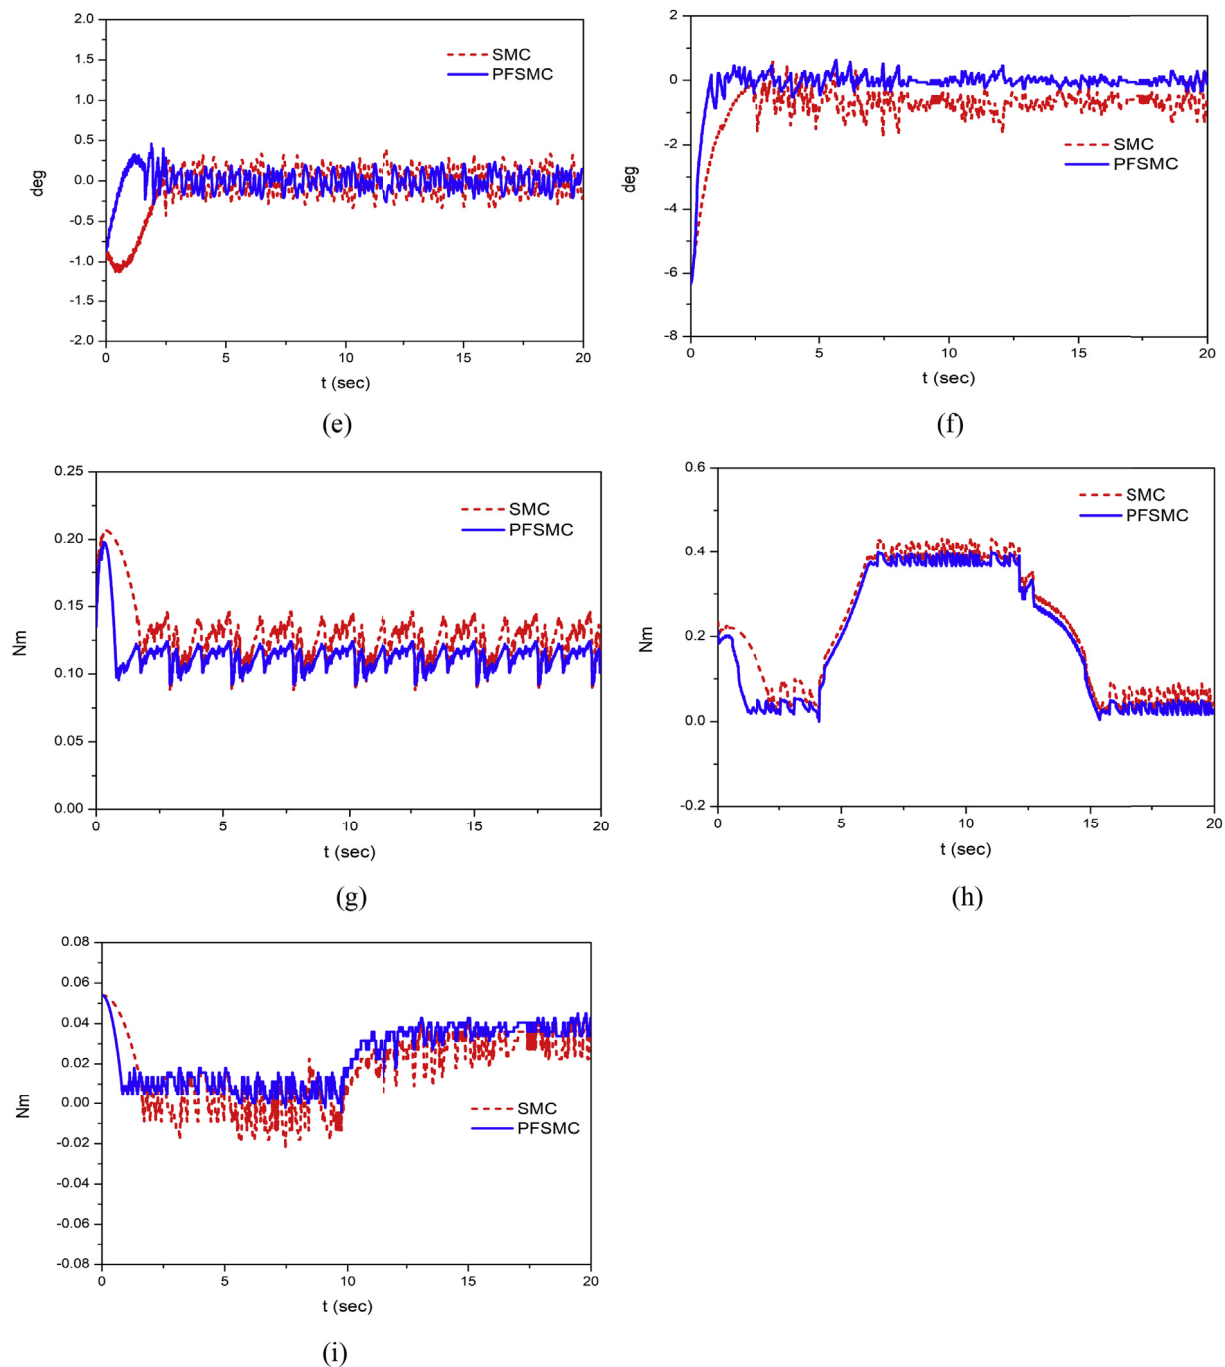 2.0
1.5
1.0
0.5
0.0
-0.5
-1.0
-1.5
-2.0
deg
SMC
PFSMC
0 5 10 15 20
t (sec)
(e)
2
0
-2
-4
-6
-8
deg
SMC
PFSMC
0 5 10 15 20
t (sec)
(f)
0.25
0.20
0.15
0.10
0.05
0.00
Nm
SMC
PFSMC
0 5 10 15 20
t (sec)
(g)
0.6
0.4
0.2
0.0
-0.2
Nm
SMC
PFSMC
0 5 10 15 20
t (sec)
(h)
0.08
0.06
0.04
0.02
0.00
-0.02
-0.04
-0.06
-0.08
Nm
SMC
PFSMC
0 5 10 15 20
t (sec)
(i)